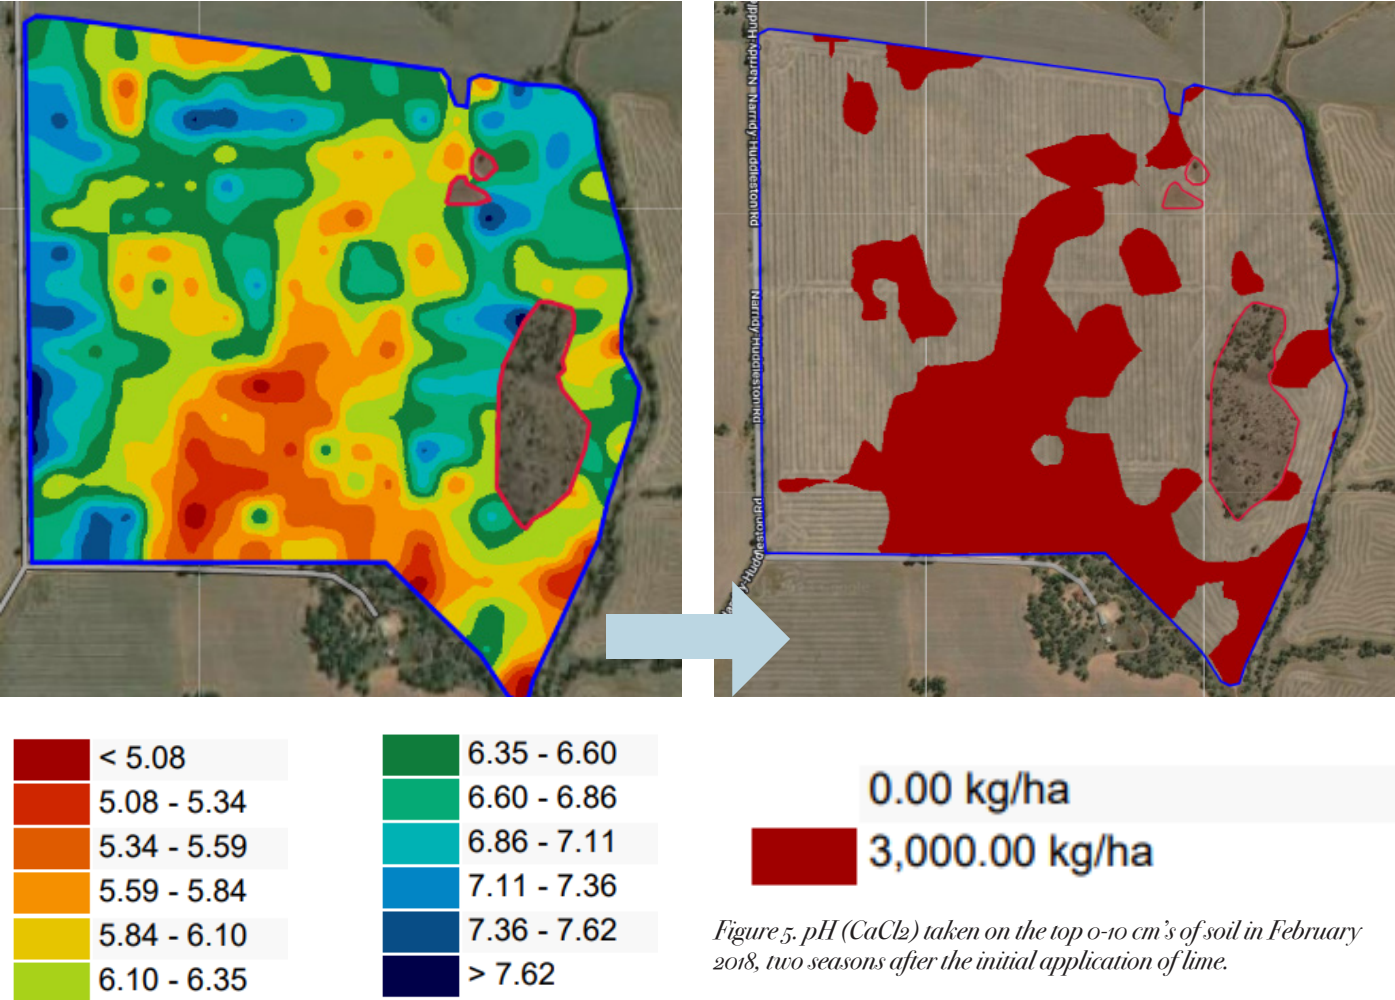 Narridy-Huddleston Rd
Narridy-Huddleston Rd
Narridy-Huddleston Rd
< 5.08
5.08 - 5.34
5.34 - 5.59
5.59 - 5.84
5.84 - 6.10
6.10 - 6.35
6.35 - 6.60
6.60 - 6.86
6.86 - 7.11
7.11 - 7.36
7.36 - 7.62
> 7.62
0.00 kg/ha
3,000.00 kg/ha
Figure 5. pH (CaCl2) taken on the top 0-10 cm's of soil in February
2018, two seasons after the initial application of lime.